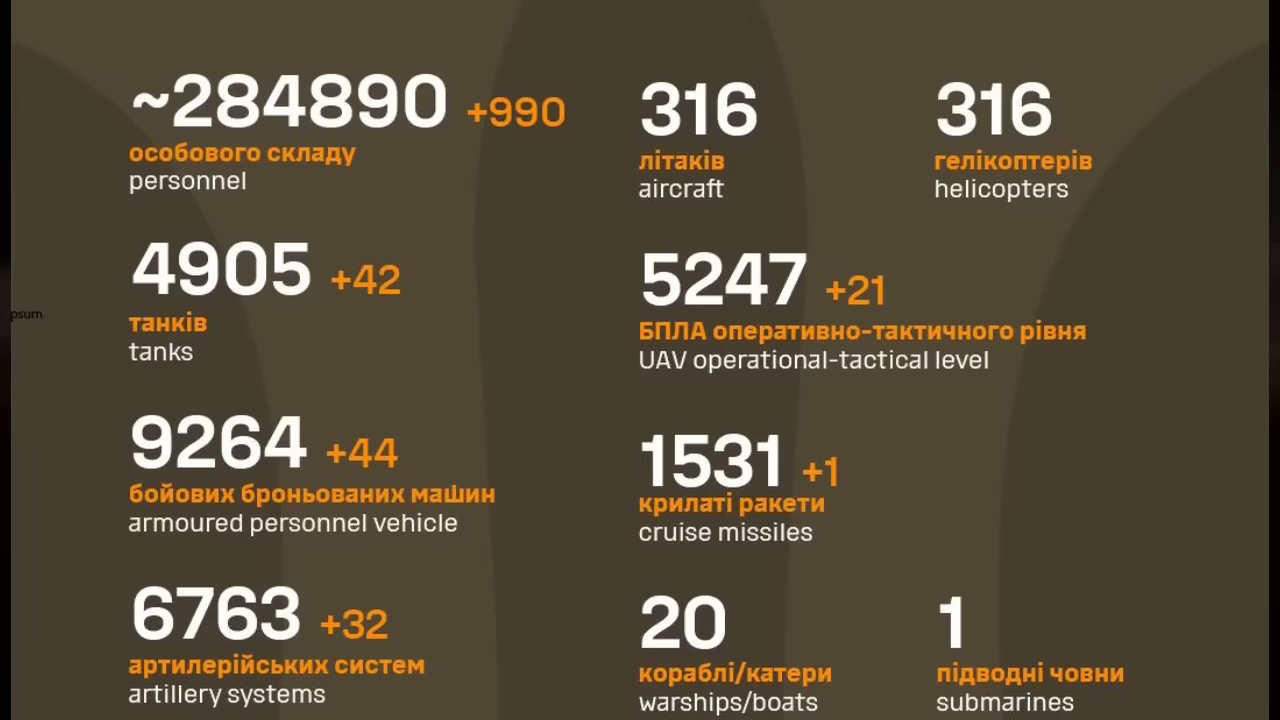 ~284890 +990
особового складу
personnel
316
літаків
aircraft
316
гелікоптерів
helicopters
4905 +42
танків
tanks
5247 +21
БПЛА оперативно-тактичного рівня
UAV operational-tactical level
9264 +44
бойових броньованих машин
armoured personnel vehicle
1531 +1
крилаті ракети
cruise missiles
6763 +32
артилерійських систем
artillery systems
20
кораблі/катери
warships/boats
1
підводні човни
submarines
psum